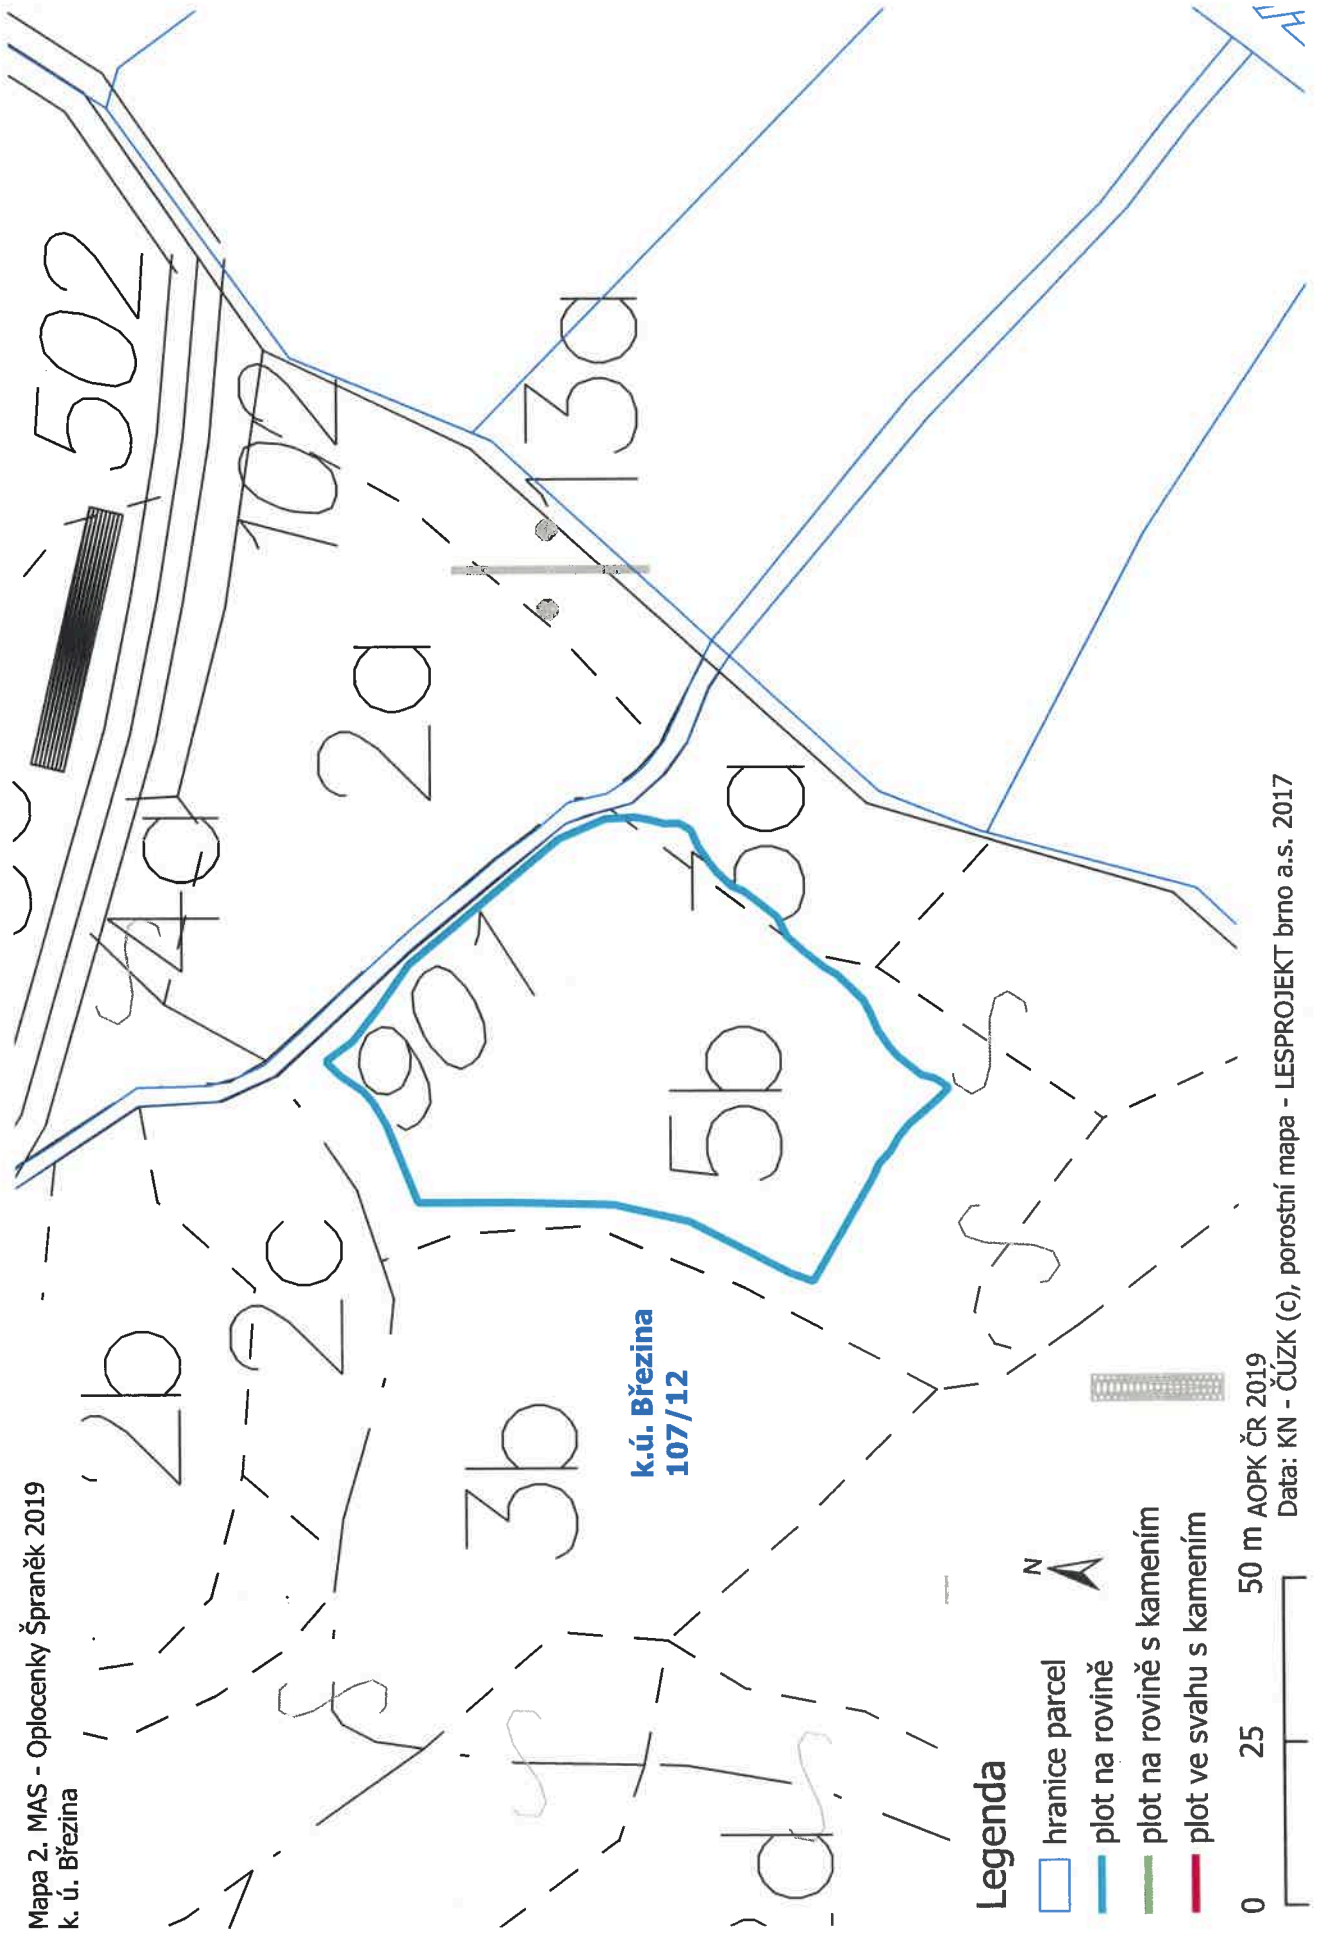 Mapa 2. MAS - Oplocenky Špraněk 2019
k. ú. Březina
502
102
4a
2a
13a
2b
2c
901
5b
3b
k.ú. Březina
107/12
Legenda
hranice parcel
plot na rovině
plot na rovině s kamením
plot ve svahu s kamením
N
0 25 50 m
AOPK ČR 2019
Data: KN - ČÚZK (c), porostní mapa - LESPROJEKT brno a.s. 2017